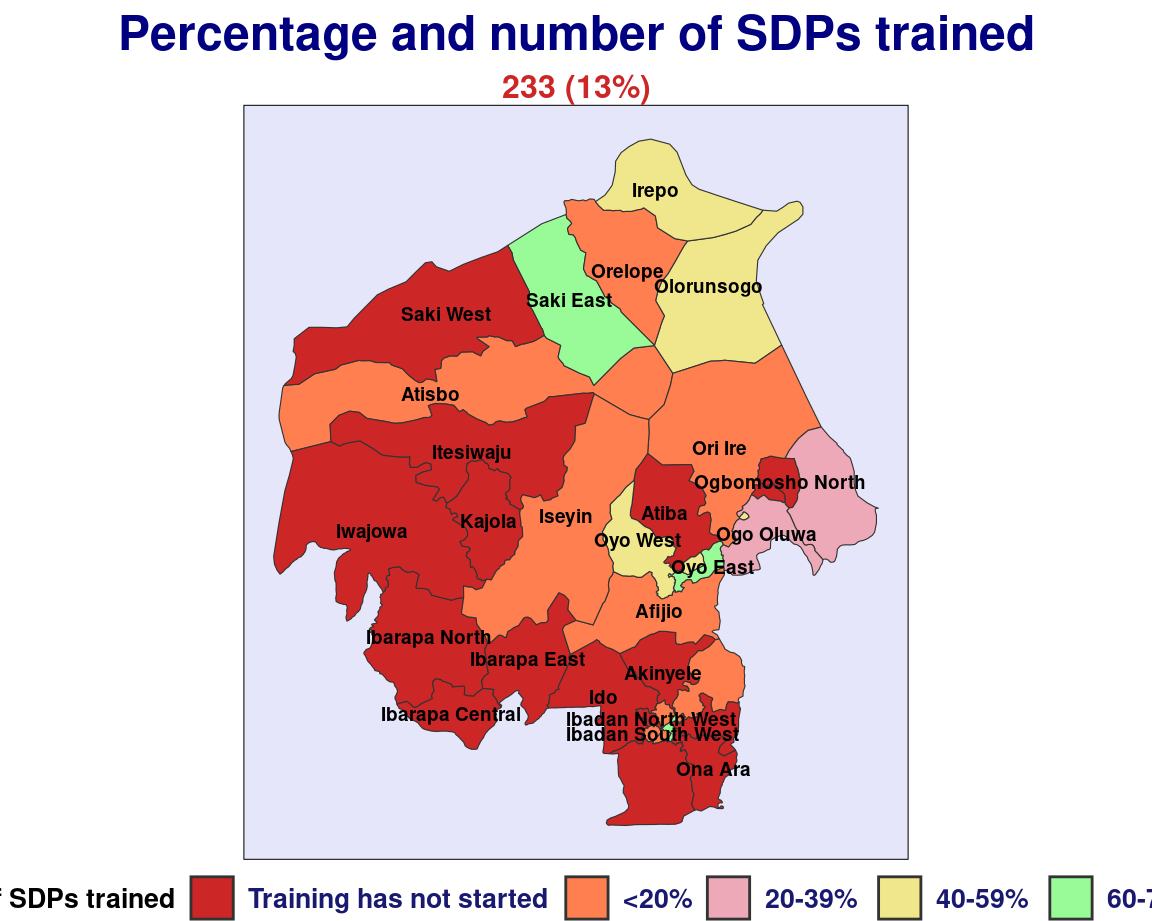 Percentage and number of SDPs trained
233 (13%)
Irepo
Orelope
Olorunsogo
Saki East
Saki West
Atisbo
Ori Ire
Itesiwaju
Ogbomosho North
Atiba
Iseyin
Kajola
Iwajowa
Ogo Oluwa
Oyo West
Oyo East
Afijio
Ibarapa North
Ibarapa East
Akinyele
Ido
Ibarapa Central
Ibadan North West
Ibadan South West
Ona Ara
f SDPs trained Training has not started <20% 20-39% 40-59% 60-7